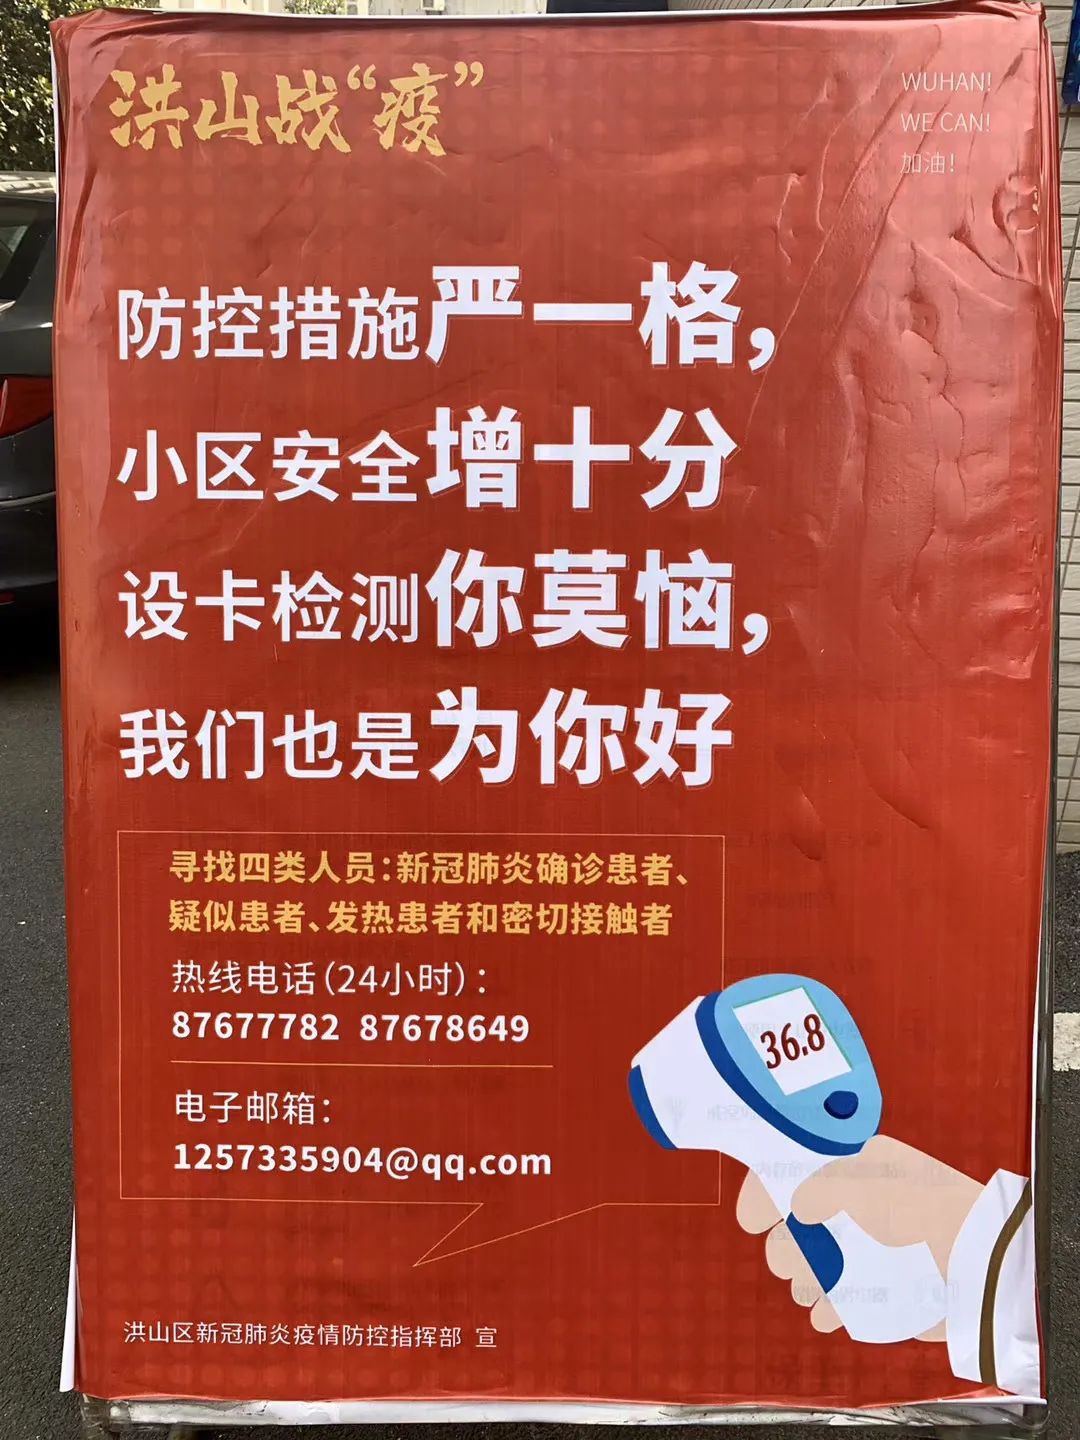 洪山战“疫”
WUHAN!
WE CAN!
加油!
防控措施严一格,
小区安全增十分
设卡检测你莫恼,
我们也是为你好
寻找四类人员:新冠肺炎确诊患者、
疑似患者、发热患者和密切接触者
热线电话(24小时):
87677782 87678649
电子邮箱:
1257335904@qq.com
36.8
洪山区新冠肺炎疫情防控指挥部 宣